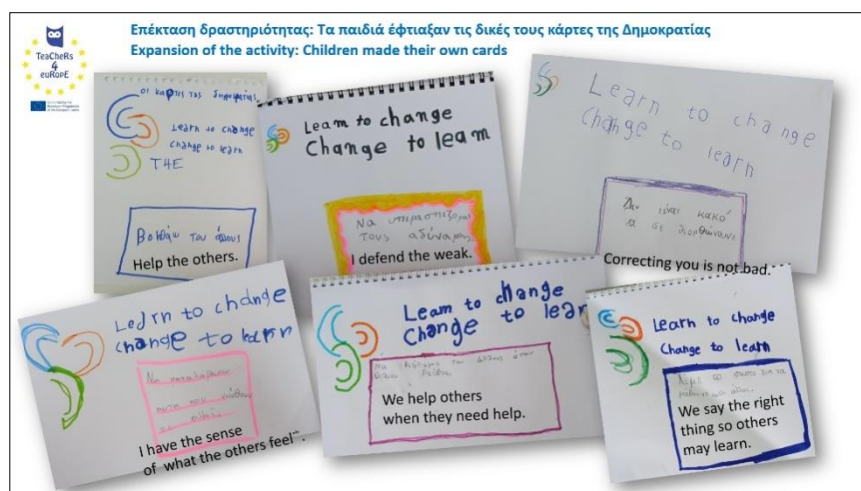 Επέκταση δραστηριότητας: Τα παιδιά έφτιαξαν τις δικές τους κάρτες της Δημοκρατίας
Expansion of the activity: Children made their own cards
TeaCheRs
4
euRopE
οι κάρτες της δημοκρατίας
Learn to change
change to learn
T4E
Βοηθάω τον άλλους
Help the others.
Learn to change
Change to learn
Να υπερασπίζομαι
τους αδύναμους
I defend the weak.
Learn to change
change to learn
Δεν είναι κακό
να σε διορθώνουν
Correcting you is not bad.
Learn to change
change to learn
Να καταλαβαίνω
I have the sense
of what the others feel".
Learn to change
Change to learn
We help others
when they need help.
Learn to change
Change to learn
We say the right
thing so others
may learn.